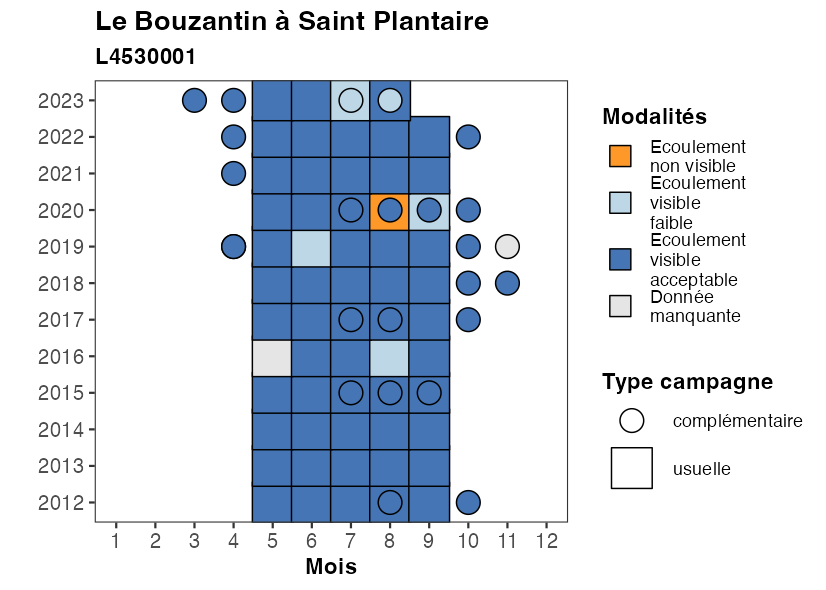 Le Bouzantin à Saint Plantaire
L4530001
2023
2022
2021
2020
2019
2018
2017
2016
2015
2014
2013
2012
1 2 3 4 5 6 7 8 9 10 11 12
Mois
Modalités
Ecoulement
non visible
Ecoulement
visible
faible
Ecoulement
visible
acceptable
Donnée
manquante
Type campagne
complémentaire
usuelle